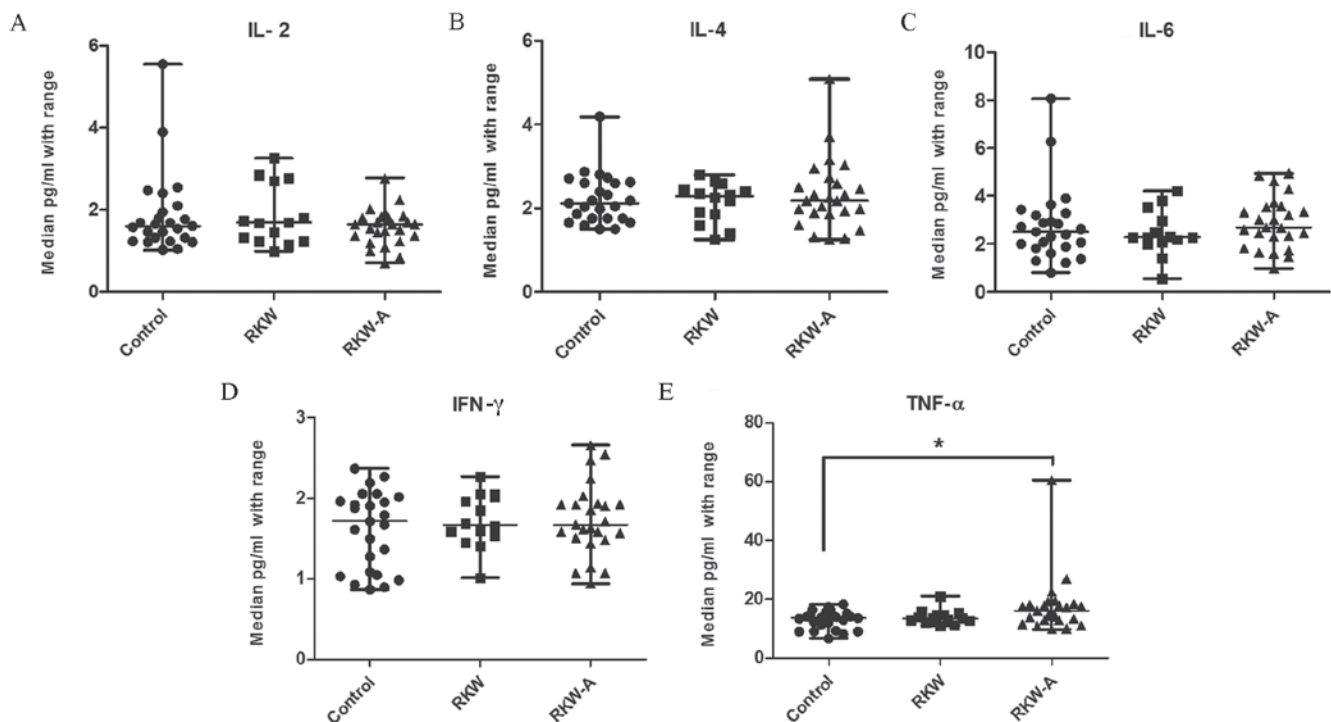 A
IL- 2
Median pg/ml with range
6
4
2
0
Control
RKW
RKW-A
B
IL-4
Median pg/ml with range
6
4
2
0
Control
RKW
RKW-A
C
IL-6
Median pg/ml with range
10
8
6
4
2
0
Control
RKW
RKW-A
D
IFN-γ
Median pg/ml with range
3
2
1
0
Control
RKW
RKW-A
E
TNF-α
Median pg/ml with range
80
60
40
20
0
*
Control
RKW
RKW-A